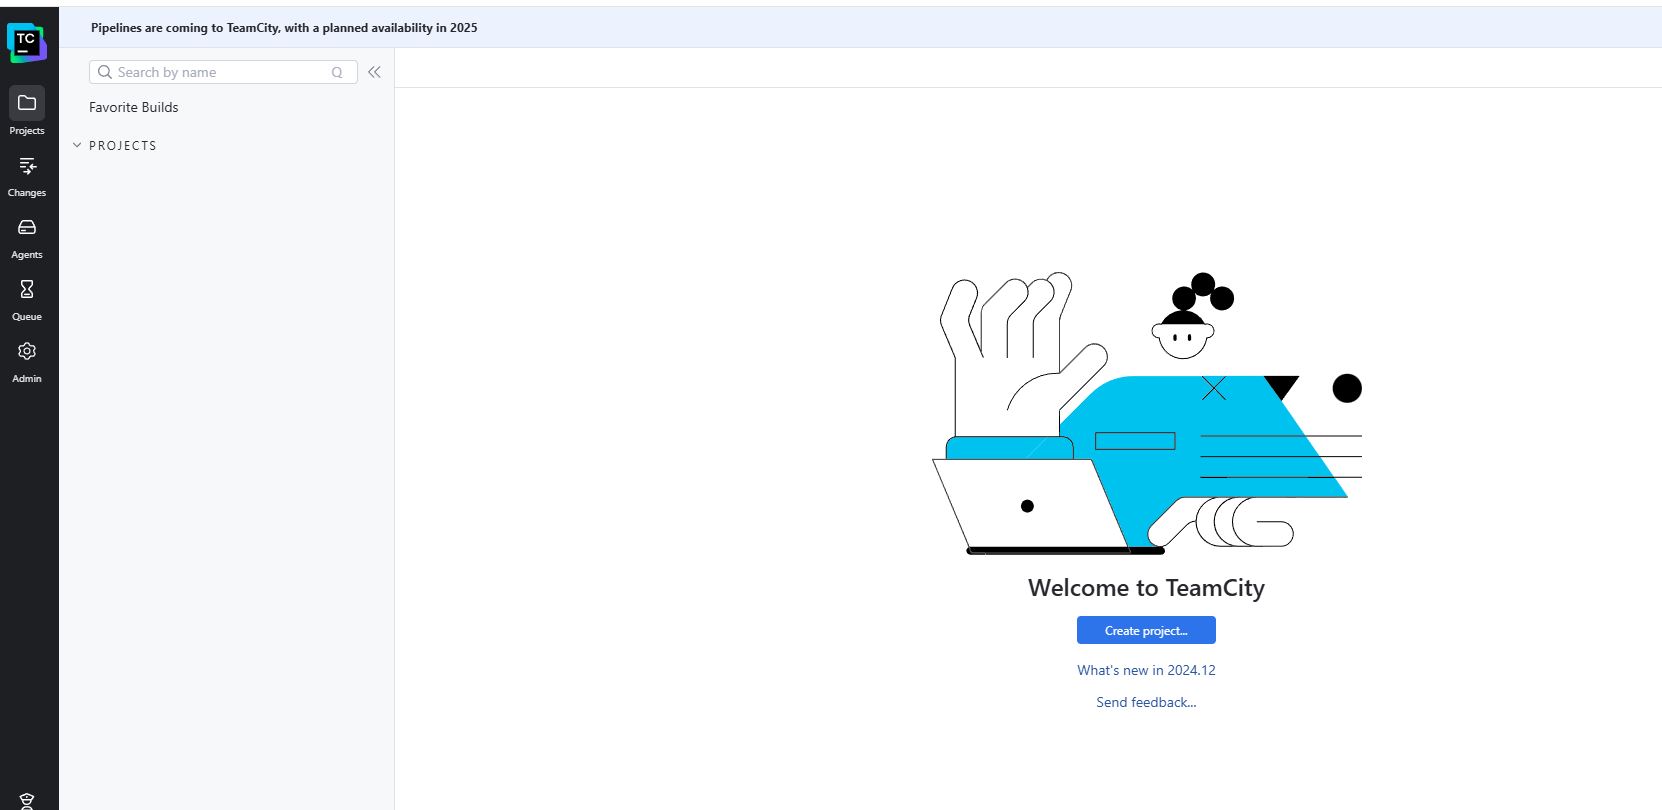 Pipelines are coming to TeamCity, with a planned availability in 2025
TC
Search by name
Q
Favorite Builds
PROJECTS
Projects
Changes
Agents
Queue
Admin
Welcome to TeamCity
Create project...
What's new in 2024.12
Send feedback...